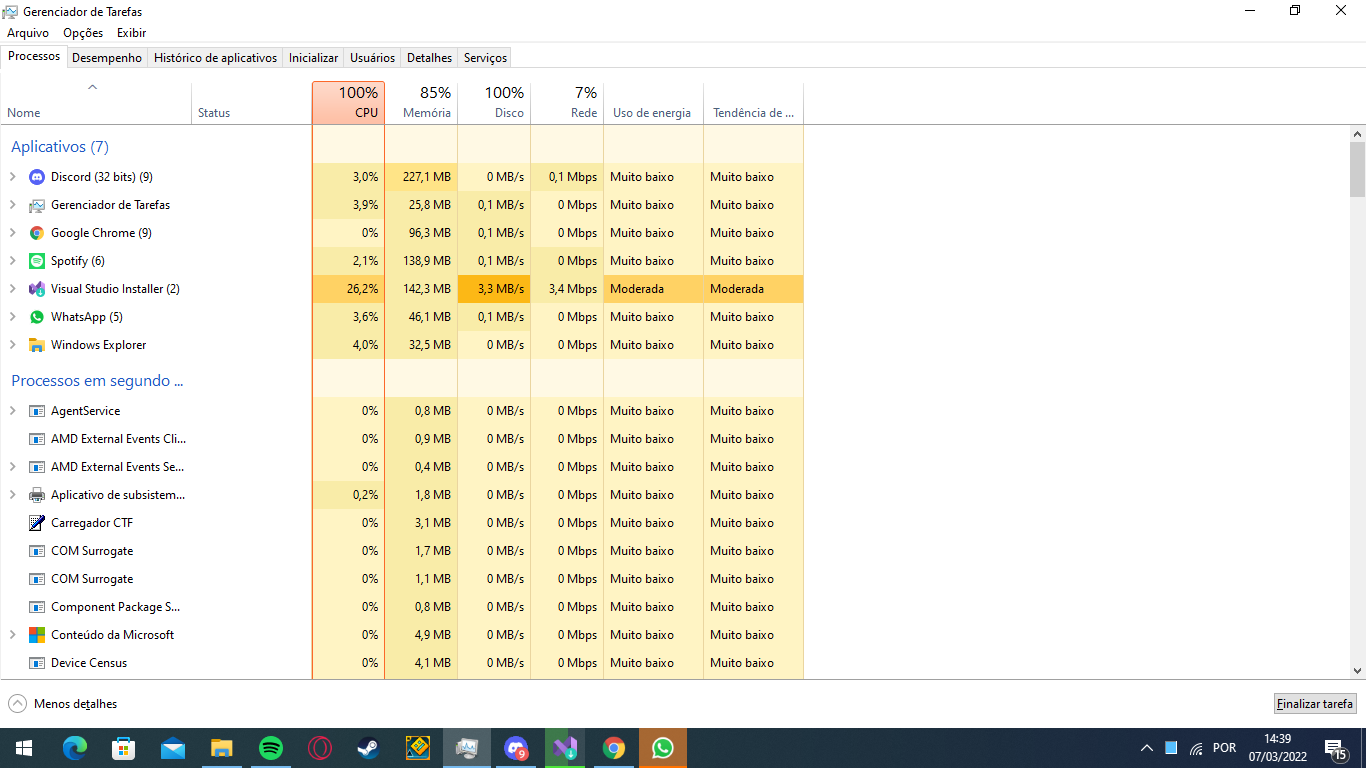 Gerenciador de Tarefas
Arquivo Opções Exibir
Processos Desempenho Histórico de aplicativos Inicializar Usuários Detalhes Serviços
100% 85% 100% 7%
Nome Status CPU Memória Disco Rede Uso de energia Tendência de ...
Aplicativos (7)
Discord (32 bits) (9) 3,0% 227,1 MB 0 MB/s 0,1 Mbps Muito baixo Muito baixo
Gerenciador de Tarefas 3,9% 25,8 MB 0,1 MB/s 0 Mbps Muito baixo Muito baixo
Google Chrome (9) 0% 96,3 MB 0,1 MB/s 0 Mbps Muito baixo Muito baixo
Spotify (6) 2,1% 138,9 MB 0,1 MB/s 0 Mbps Muito baixo Muito baixo
Visual Studio Installer (2) 26,2% 142,3 MB 3,3 MB/s 3,4 Mbps Moderada Moderada
WhatsApp (5) 3,6% 46,1 MB 0,1 MB/s 0 Mbps Muito baixo Muito baixo
Windows Explorer 4,0% 32,5 MB 0 MB/s 0 Mbps Muito baixo Muito baixo
Processos em segundo ...
AgentService 0% 0,8 MB 0 MB/s 0 Mbps Muito baixo Muito baixo
AMD External Events Cli... 0% 0,9 MB 0 MB/s 0 Mbps Muito baixo Muito baixo
AMD External Events Se... 0% 0,4 MB 0 MB/s 0 Mbps Muito baixo Muito baixo
Aplicativo de subsistem... 0,2% 1,8 MB 0 MB/s 0 Mbps Muito baixo Muito baixo
Carregador CTF 0% 3,1 MB 0 MB/s 0 Mbps Muito baixo Muito baixo
COM Surrogate 0% 1,7 MB 0 MB/s 0 Mbps Muito baixo Muito baixo
COM Surrogate 0% 1,1 MB 0 MB/s 0 Mbps Muito baixo Muito baixo
Component Package S... 0% 0,8 MB 0 MB/s 0 Mbps Muito baixo Muito baixo
Conteúdo da Microsoft 0% 4,9 MB 0 MB/s 0 Mbps Muito baixo Muito baixo
Device Census 0% 4,1 MB 0 MB/s 0 Mbps Muito baixo Muito baixo
Menos detalhes Finalizar tarefa
9 POR 14:39
07/03/2022 15